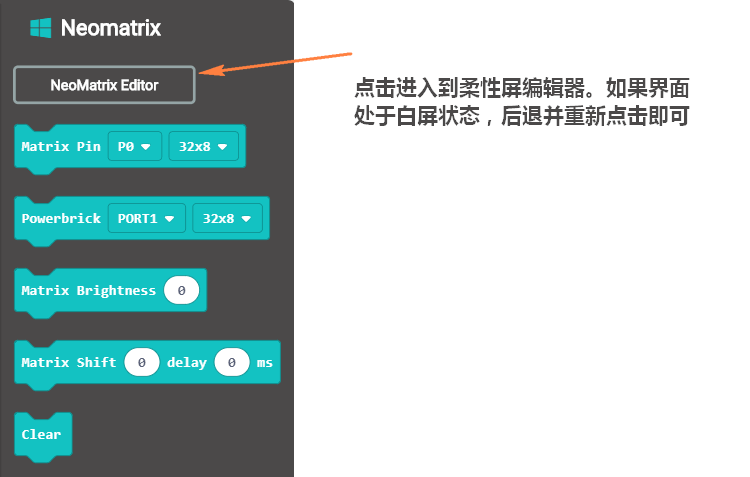 Neomatrix
NeoMatrix Editor
点击进入到柔性屏编辑器。如果界面
处于白屏状态，后退并重新点击即可
Matrix Pin P0 32x8
Powerbrick PORT1 32x8
Matrix Brightness 0
Matrix Shift 0 delay 0 ms
Clear